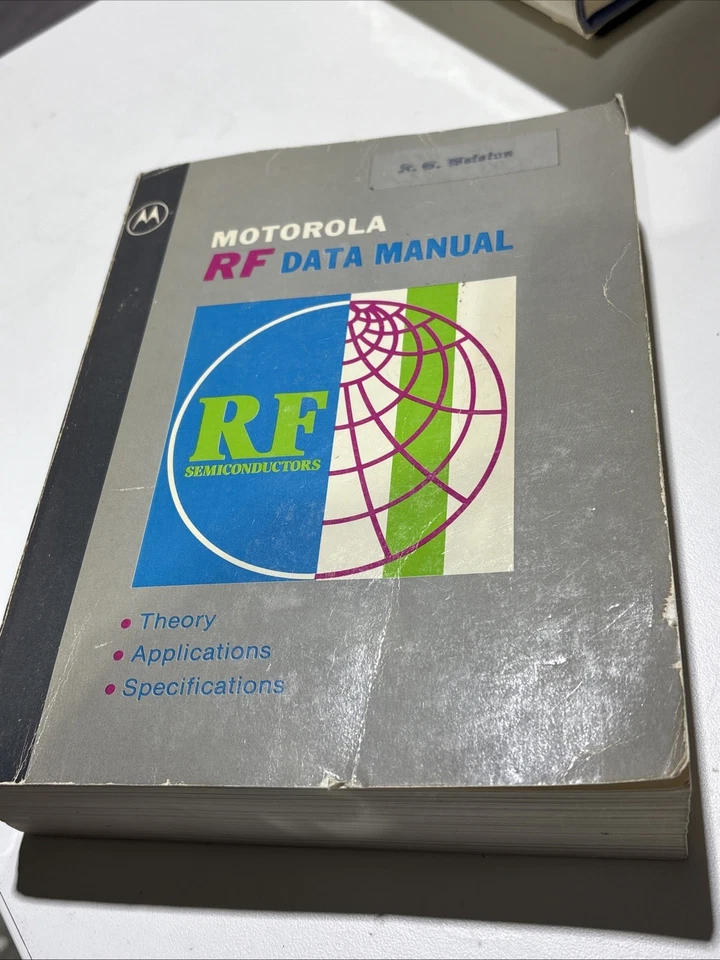 MOTOROLA
RF DATA MANUAL
RF
SEMICONDUCTORS
• Theory
• Applications
• Specifications